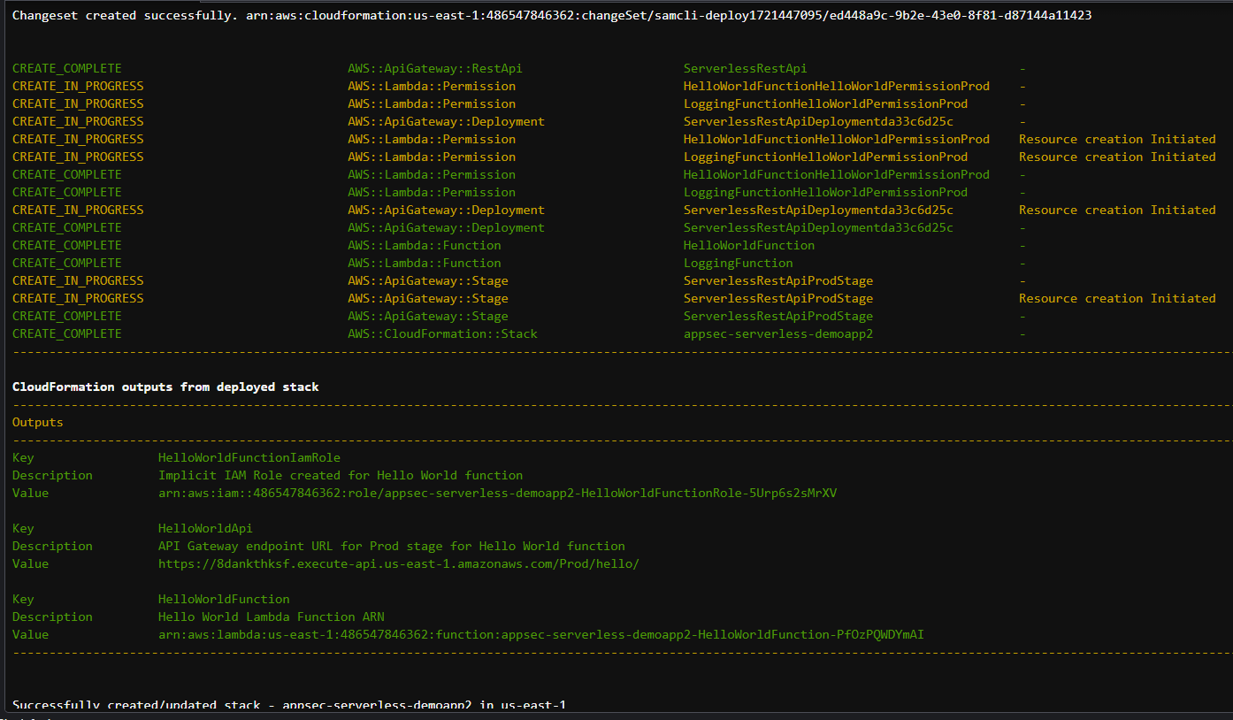 Changeset created successfully. arn:aws:cloudformation:us-east-1:486547846362:changeSet/samcli-deploy1721447095/ed448a9c-9b2e-43e0-8f81-d87144a11423
CREATE_COMPLETE AWS::ApiGateway::RestApi ServerlessRestApi -
CREATE_IN_PROGRESS AWS::Lambda::Permission HelloWorldFunctionHelloWorldPermissionProd -
CREATE_IN_PROGRESS AWS::Lambda::Permission LoggingFunctionHelloWorldPermissionProd -
CREATE_IN_PROGRESS AWS::ApiGateway::Deployment ServerlessRestApiDeploymentda33c6d25c -
CREATE_IN_PROGRESS AWS::Lambda::Permission HelloWorldFunctionHelloWorldPermissionProd Resource creation Initiated
CREATE_IN_PROGRESS AWS::Lambda::Permission LoggingFunctionHelloWorldPermissionProd Resource creation Initiated
CREATE_COMPLETE AWS::Lambda::Permission HelloWorldFunctionHelloWorldPermissionProd -
CREATE_COMPLETE AWS::Lambda::Permission LoggingFunctionHelloWorldPermissionProd -
CREATE_IN_PROGRESS AWS::ApiGateway::Deployment ServerlessRestApiDeploymentda33c6d25c Resource creation Initiated
CREATE_COMPLETE AWS::ApiGateway::Deployment ServerlessRestApiDeploymentda33c6d25c -
CREATE_COMPLETE AWS::Lambda::Function HelloWorldFunction -
CREATE_COMPLETE AWS::Lambda::Function LoggingFunction -
CREATE_IN_PROGRESS AWS::ApiGateway::Stage ServerlessRestApiProdStage -
CREATE_IN_PROGRESS AWS::ApiGateway::Stage ServerlessRestApiProdStage Resource creation Initiated
CREATE_COMPLETE AWS::ApiGateway::Stage ServerlessRestApiProdStage -
CREATE_COMPLETE AWS::CloudFormation::Stack appsec-serverless-demoapp2 -
CloudFormation outputs from deployed stack
Outputs
Key HelloWorldFunctionIamRole
Description Implicit IAM Role created for Hello World function
Value arn:aws:iam::486547846362:role/appsec-serverless-demoapp2-HelloWorldFunctionRole-5Urp6s2sMrXV
Key HelloWorldApi
Description API Gateway endpoint URL for Prod stage for Hello World function
Value https://8dankthksf.execute-api.us-east-1.amazonaws.com/Prod/hello/
Key HelloWorldFunction
Description Hello World Lambda Function ARN
Value arn:aws:lambda:us-east-1:486547846362:function:appsec-serverless-demoapp2-HelloWorldFunction-PfOzPQWDYmAI
Successfully created/updated stack - appsec-serverless-demoapp2 in us-east-1